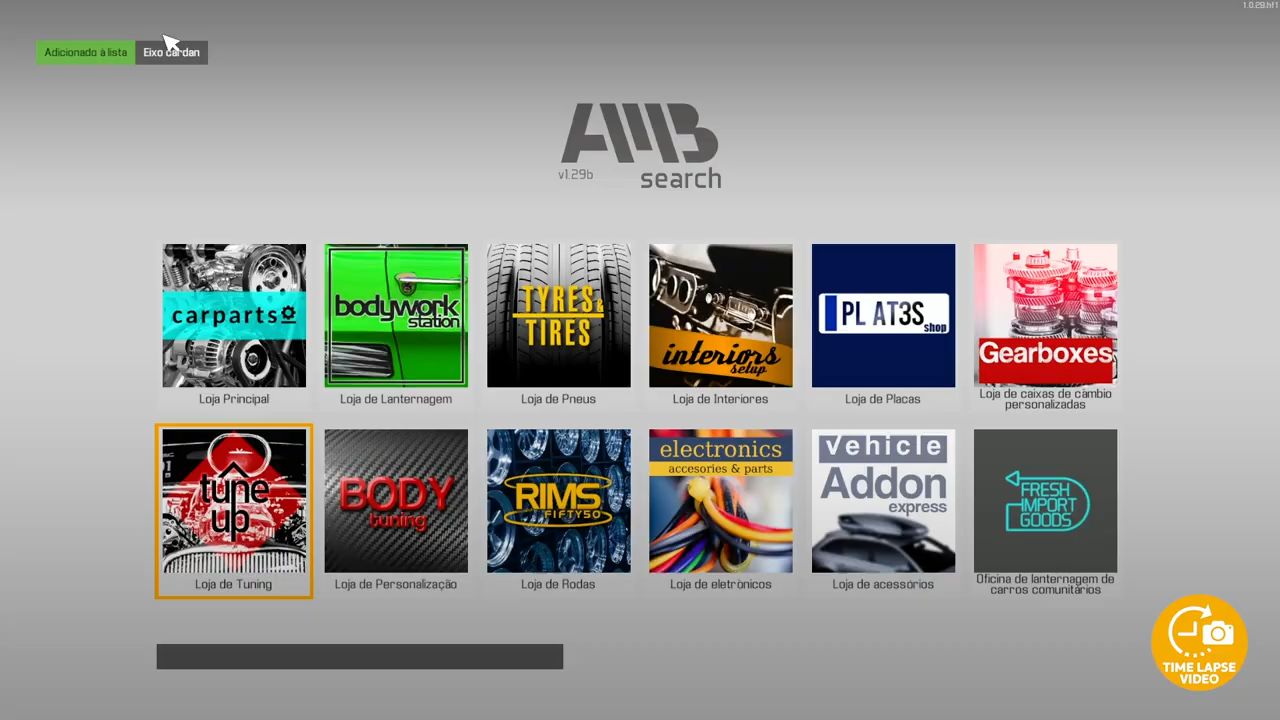 1.0.29.hf1
Adicionado à lista
Eixo cardan
AMB
v1.29b
search
carparts
Loja Principal
bodywork
station
Loja de Lanternagem
TYRES&
TIRES
Loja de Pneus
interiors
setup
Loja de Interiores
PL AT3S
shop
Loja de Placas
Gearboxes
Loja de caixas de câmbio
personalizadas
tune
up
Loja de Tuning
BODY
tuning
Loja de Personalização
RIMS
FIFTY50
Loja de Rodas
electronics
accesories & parts
Loja de eletrônicos
vehicle
Addon
express
Loja de acessórios
FRESH
IMPORT
GOODS
Oficina de lanternagem de
carros comunitários
TIME LAPSE
VIDEO